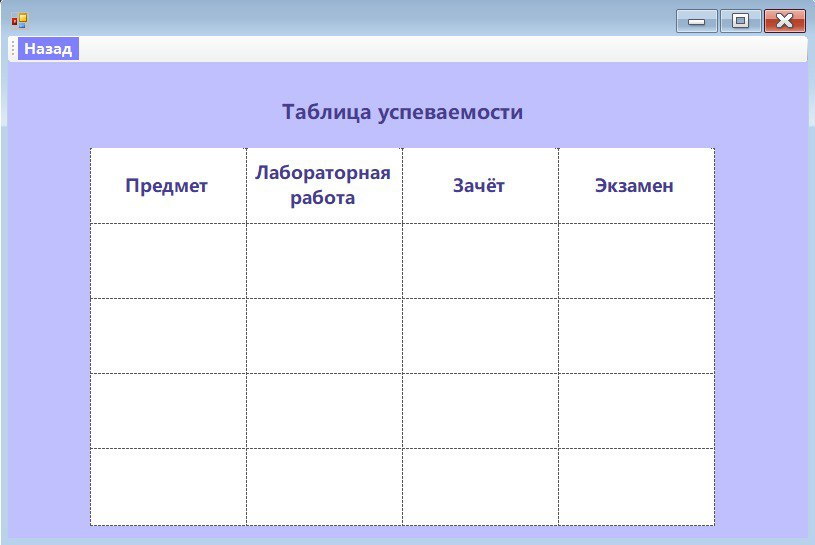 Назад
Таблица успеваемости
Предмет
Лабораторная
работа
Зачёт
Экзамен